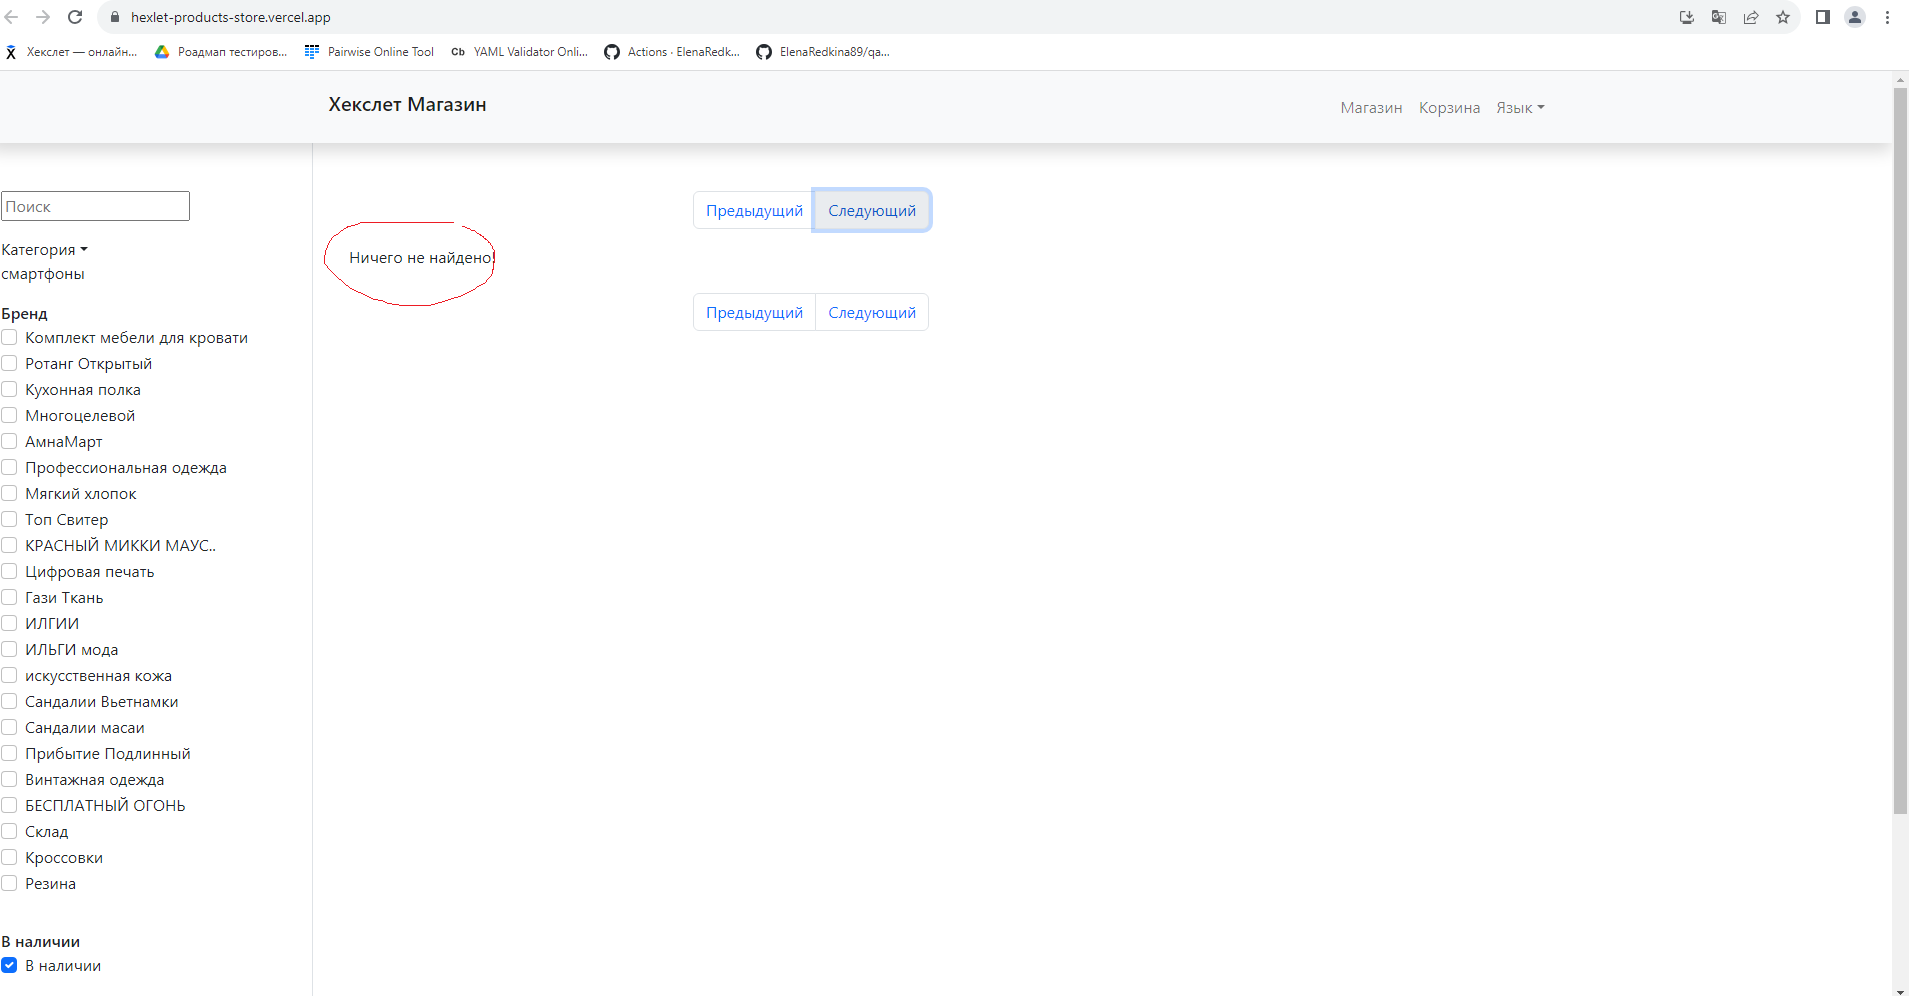 hexlet-products-store.vercel.app
Хекслет — онлайн... Роадмап тестиров... Pairwise Online Tool Cb YAML Validator Onli... Actions · ElenaRedk... ElenaRedkina89/qa...
Хекслет Магазин Магазин Корзина Язык
Поиск
Категория
смартфоны
Бренд
Комплект мебели для кровати
Ротанг Открытый
Кухонная полка
Многоцелевой
АмнаМарт
Профессиональная одежда
Мягкий хлопок
Топ Свитер
КРАСНЫЙ МИККИ МАУС..
Цифровая печать
Гази Ткань
ИЛГИИ
ИЛЬГИ мода
искусственная кожа
Сандалии Вьетнамки
Сандалии масаи
Прибытие Подлинный
Винтажная одежда
БЕСПЛАТНЫЙ ОГОНЬ
Склад
Кроссовки
Резина
В наличии
В наличии
Предыдущий Следующий
Ничего не найдено!
Предыдущий Следующий